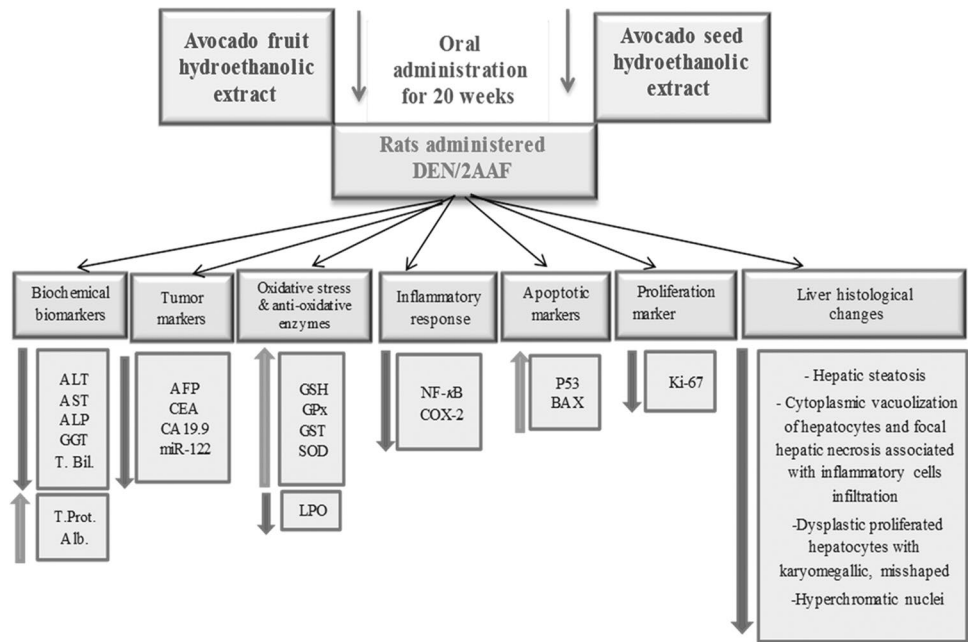 Avocado fruit
hydroethanolic
extract
Oral
administration
for 20 weeks
Avocado seed
hydroethanolic
extract
Rats administered
DEN/2AAF
Biochemical
biomarkers
Tumor
markers
Oxidative stress
& anti-oxidative
enzymes
Inflammatory
response
Apoptotic
markers
Proliferation
marker
Liver histological
changes
ALT
AST
ALP
GGT
T. Bil.
T.Prot.
Alb.
AFP
CEA
CA 19.9
miR-122
GSH
GPx
GST
SOD
LPO
NF-κB
COX-2
P53
BAX
Ki-67
- Hepatic steatosis
- Cytoplasmic vacuolization
of hepatocytes and focal
hepatic necrosis associated
with inflammatory cells
infiltration
-Dysplastic proliferated
hepatocytes with
karyomegallic, misshaped
-Hyperchromatic nuclei